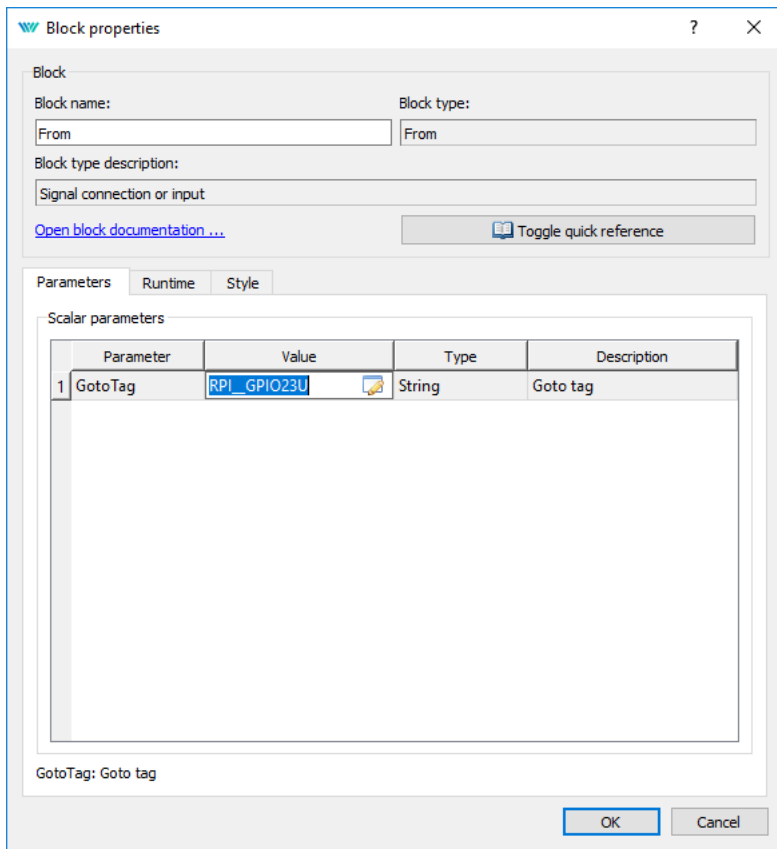 Block properties
?
Block
Block name:
Block type:
From
From
Block type description:
Signal connection or input
Open block documentation ...
Toggle quick reference
Parameters Runtime Style
Scalar parameters
Parameter Value Type Description
1 GotoTag RPI__GPIO23U String Goto tag
GotoTag: Goto tag
OK Cancel